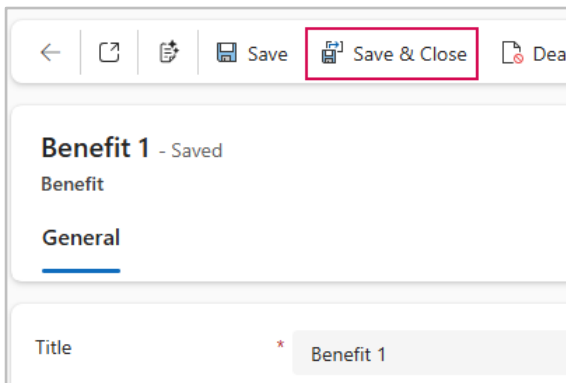 Save Save & Close Dea
Benefit 1 - Saved
Benefit
General
Title * Benefit 1